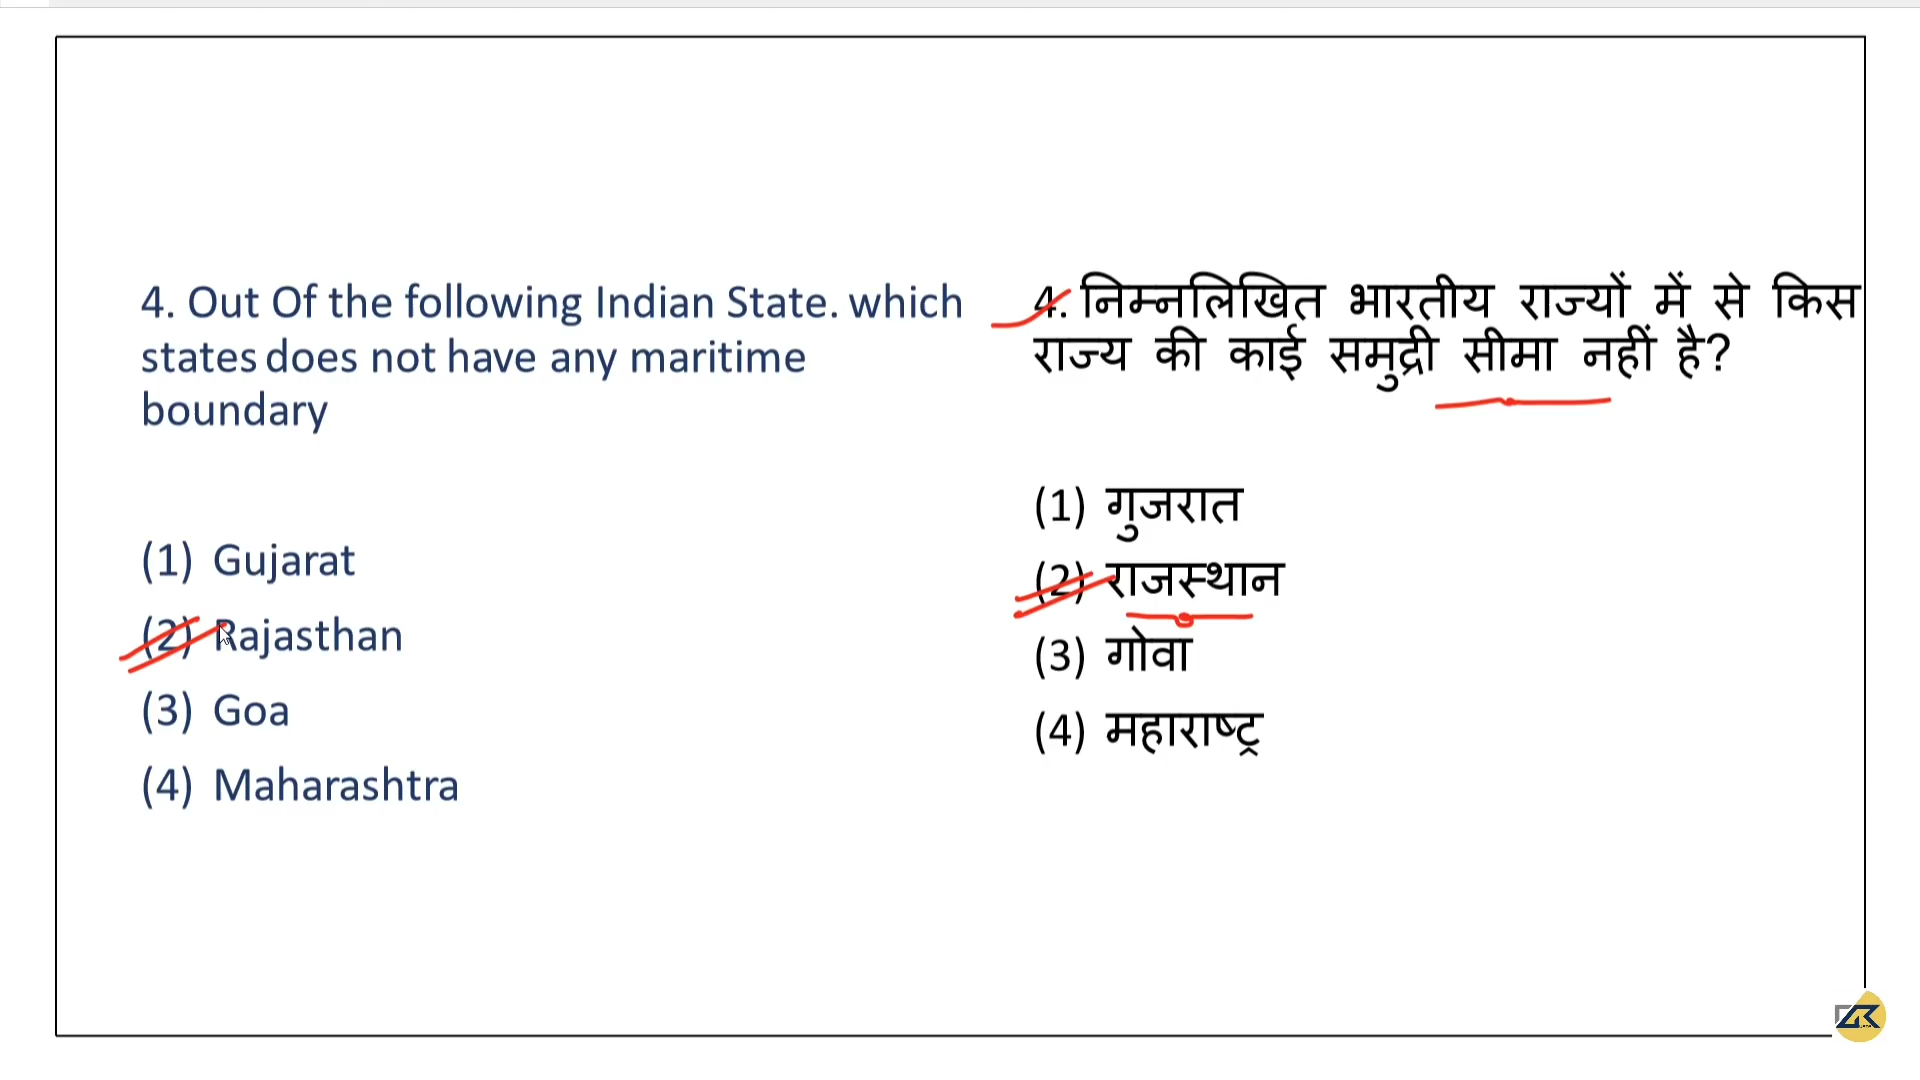 4. Out Of the following Indian State. which
states does not have any maritime
boundary
(1) Gujarat
(2) Rajasthan
(3) Goa
(4) Maharashtra
4. निम्नलिखित भारतीय राज्यों में से किस
राज्य की काई समुद्री सीमा नहीं है?
(1) गुजरात
(2) राजस्थान
(3) गोवा
(4) महाराष्ट्र